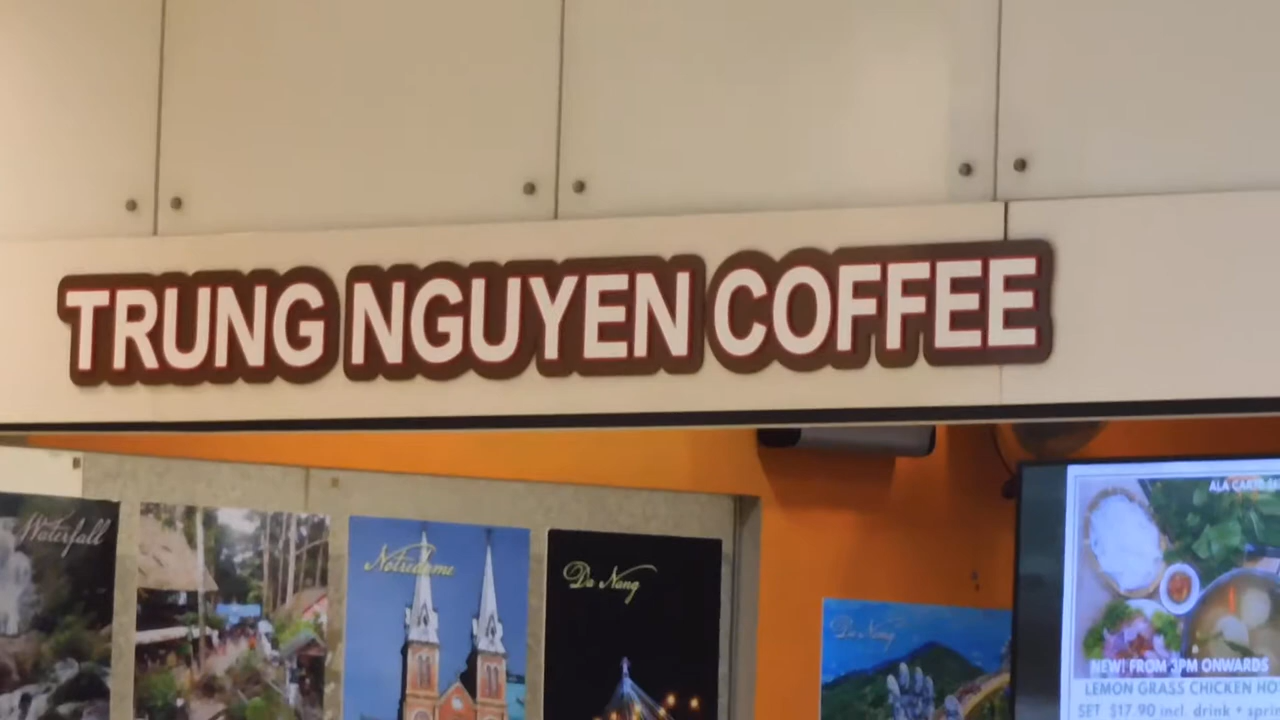 TRUNG NGUYEN COFFEE
Waterfall
Notredame
Da Nang
Da Nang
ALA CARTE
NEW! FROM 3PM ONWARDS
LEMON GRASS CHICKEN
SET $17.90 incl. drink +